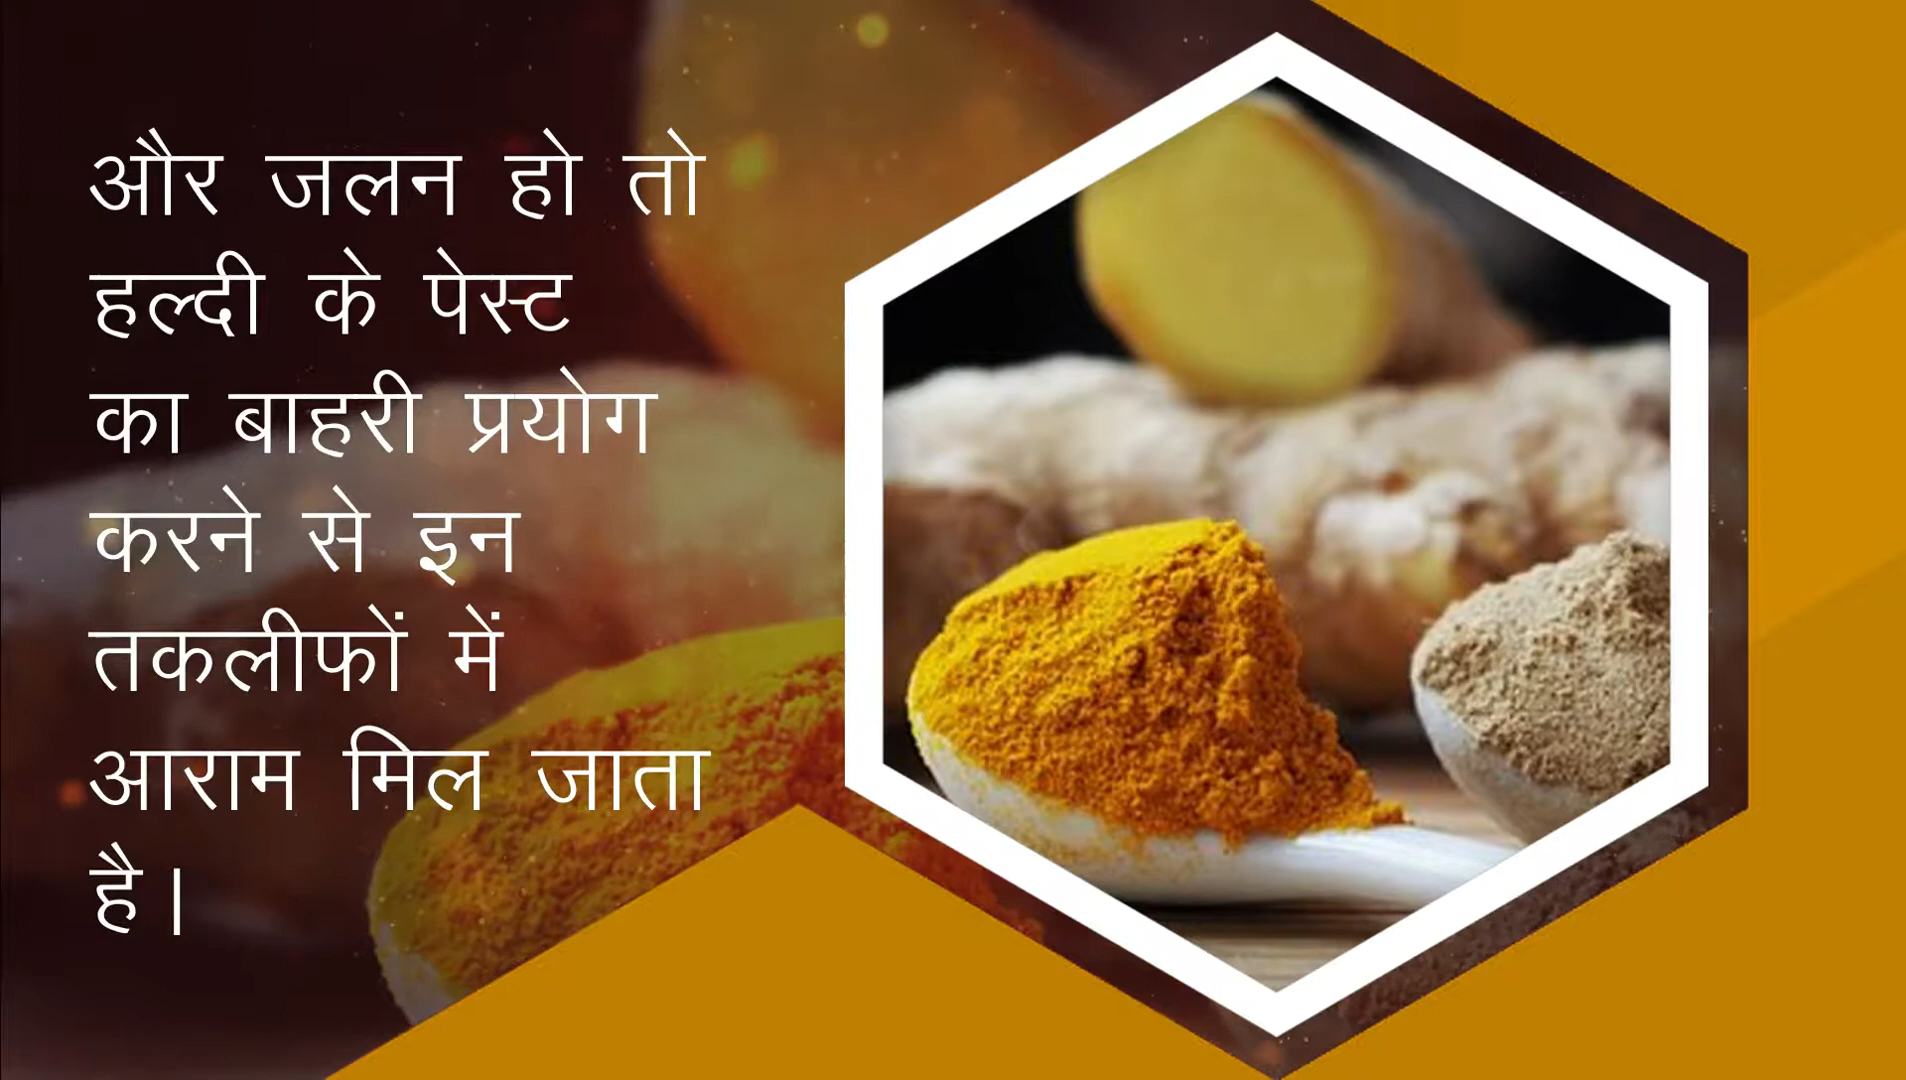 और जलन हो तो
हल्दी के पेस्ट
का बाहरी प्रयोग
करने से इन
तकलीफों में
आराम मिल जाता
है।